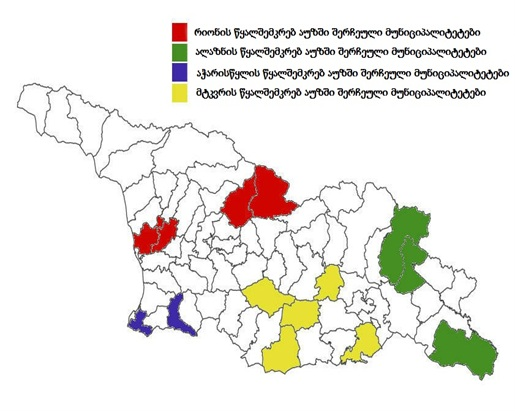 რიონის წყალშემკრებ აუზში შერჩეული მუნიციპალიტეტები
ალაზნის წყალშემკრებ აუზში შერჩეული მუნიციპალიტეტები
აჭარისწყლის წყალშემკრებ აუზში შერჩეული მუნიციპალიტეტები
მტკვრის წყალშემკრებ აუზში შერჩეული მუნიციპალიტეტები